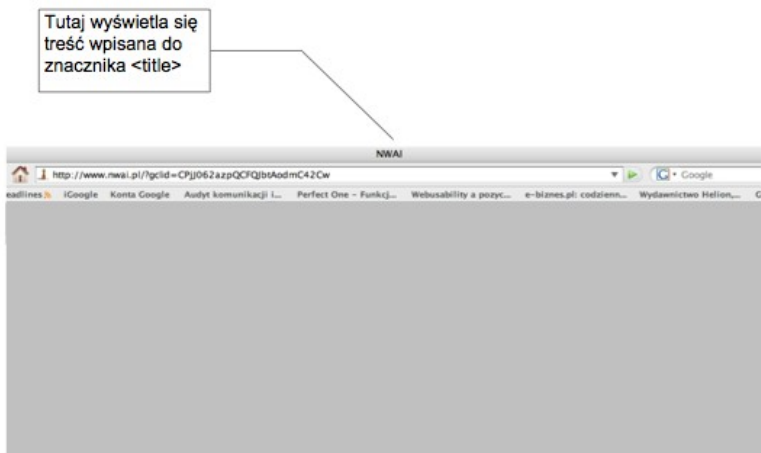 Tutaj wyświetla się
treść wpisana do
znacznika <title>
NWAI
http://www.nwai.pl/?gclid=CPJJ062azpQCFQJbtAodmC42Cw
Google
eadlines iGoogle Konta Google Audyt komunikacji i... Perfect One – Funkcj... Webusability a pozyc... e-biznes.pl: codzienn... Wydawnictwo Helion,...